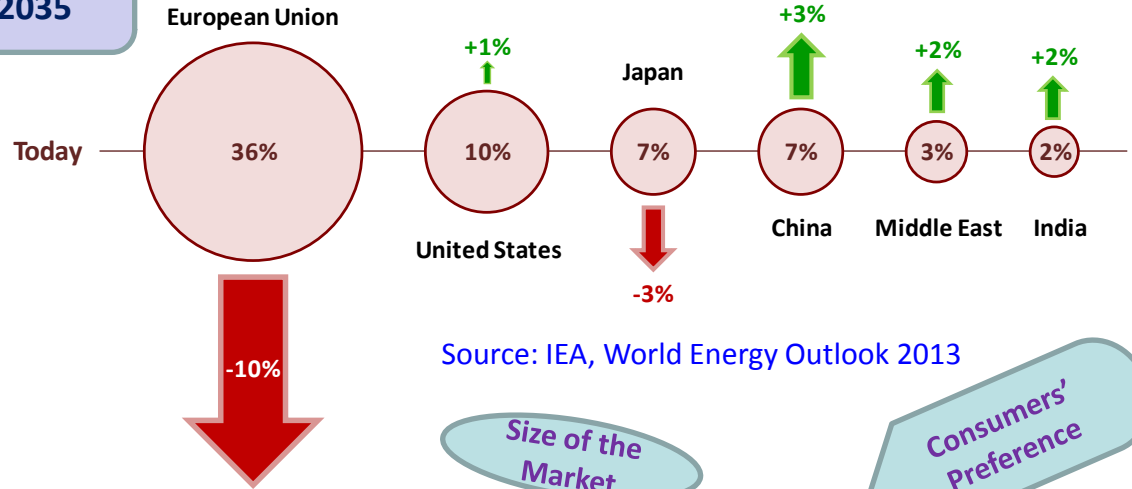 2035
European Union
+1%
Japan
+3%
+2%
+2%
Today
36%
10%
7%
7%
3%
2%
United States
China
Middle East
India
-3%
-10%
Source: IEA, World Energy Outlook 2013
Size of the
Market
Consumers’
Preference